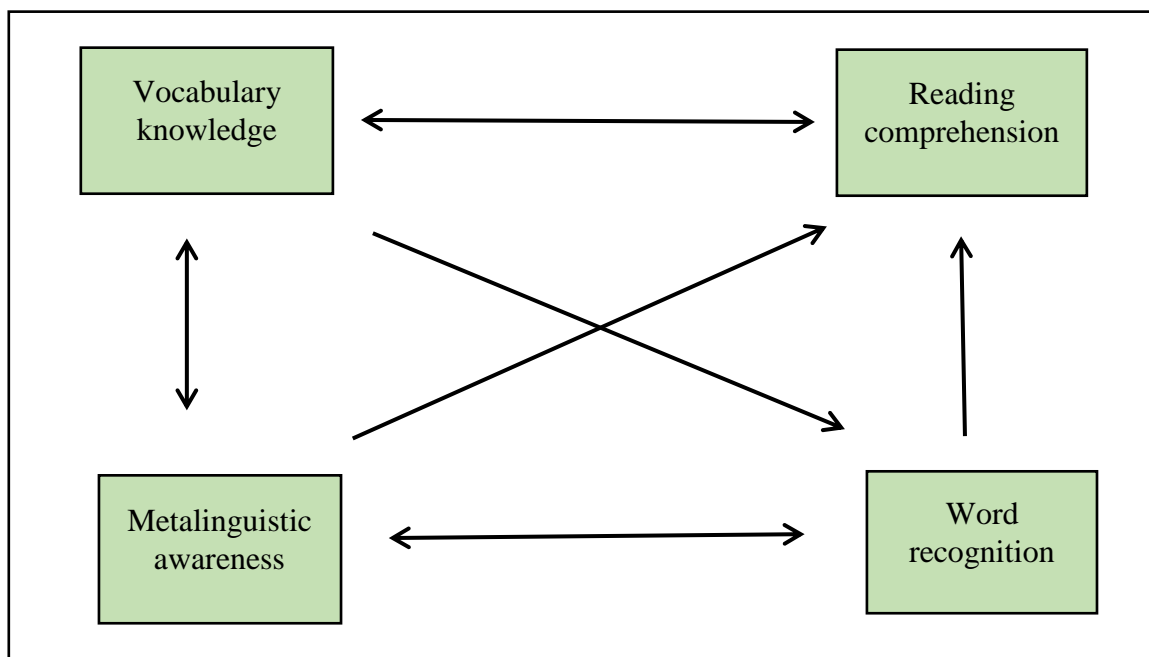 Vocabulary
knowledge
Reading
comprehension
Metalinguistic
awareness
Word
recognition